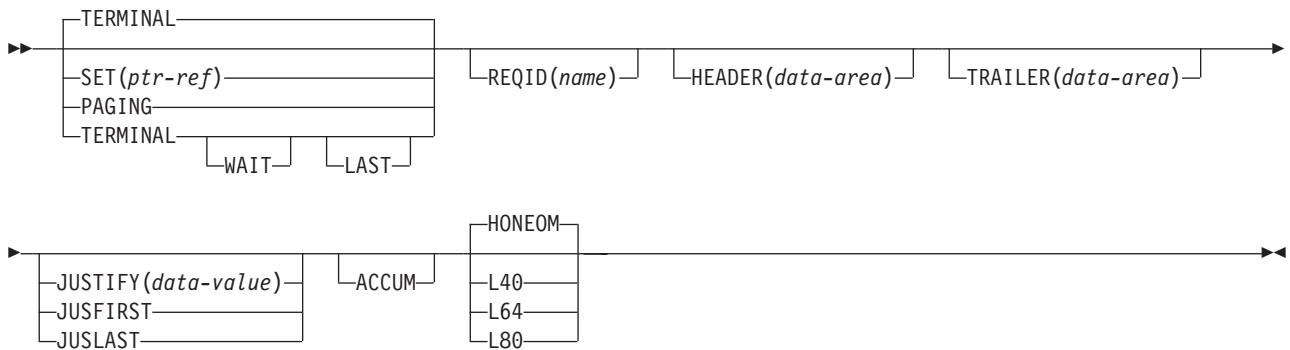 TERMINAL
SET(ptr-ref)
PAGING
TERMINAL
WAIT
LAST
REQID(name)
HEADER(data-area)
TRAILER(data-area)
JUSTIFY(data-value)
JUSFIRST
JUSLAST
ACCUM
HONEOM
L40
L64
L80